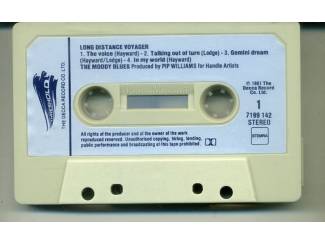 LONG DISTANCE VOYAGER
1. The voice (Hayward) - 2. Talking out of turn (Lodge) - 3. Gemini dream
(Hayward/Lodge) - 4. In my world (Hayward)
THE MOODY BLUES Produced by PIP WILLIAMS for Handle Artists
THRESHOLD
THE DECCA RECORD CO. LTD.
℗ 1981 The
Decca Record
Co. Ltd.
1
7199 142
STEREO
STEMRA
All rights of the producer and of the owner of the work
reproduced reserved. Unauthorised copying, hiring, lending,
public performance and broadcasting of this tape prohibited.